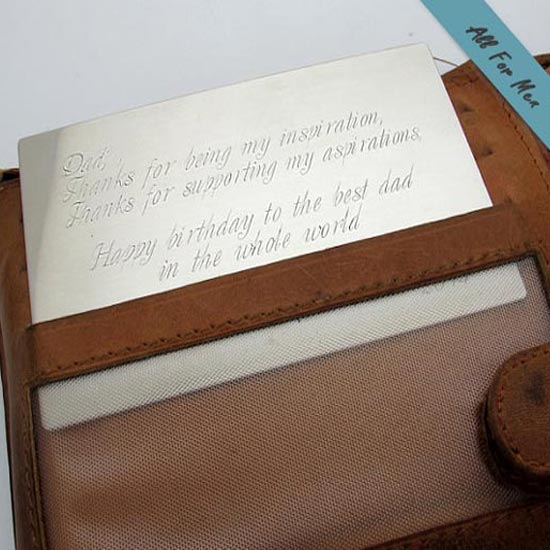 All For Men
Dad,
Thanks for being my inspiration,
Thanks for supporting my aspirations,
Happy birthday to the best dad
in the whole world